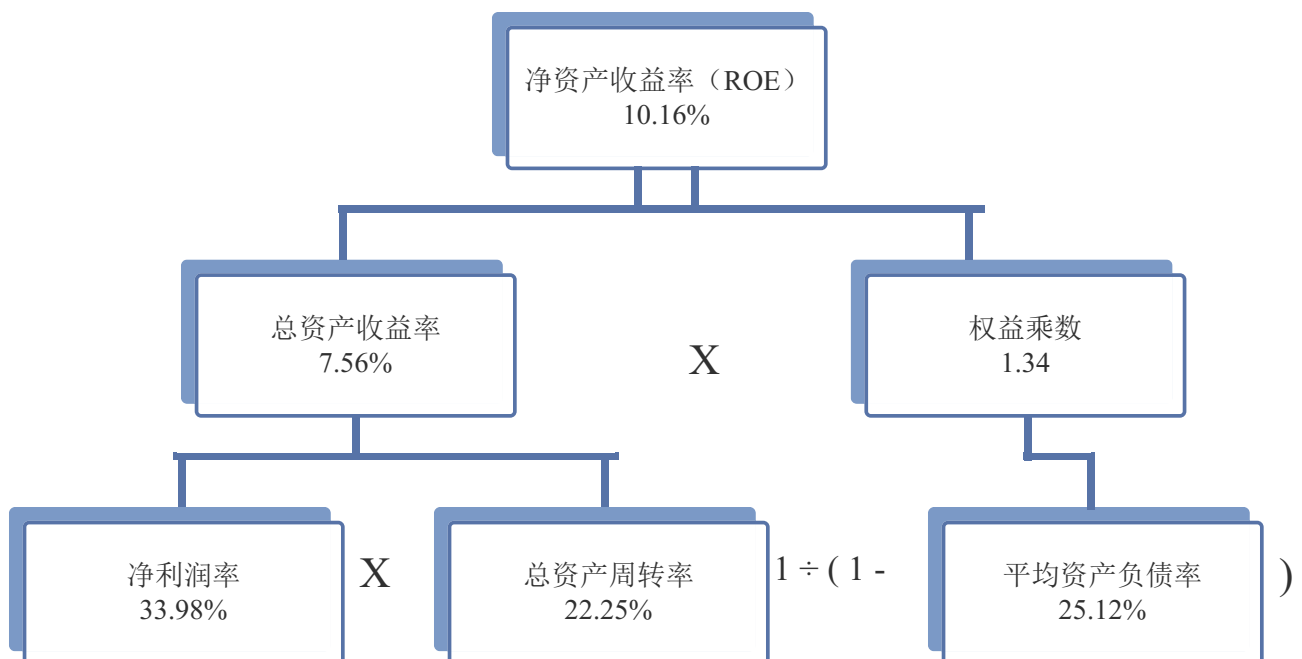 净资产收益率（ROE）
10.16%
总资产收益率
7.56%
X
权益乘数
1.34
净利润率
33.98%
X
总资产周转率
22.25%
1 ÷ ( 1 -
平均资产负债率
25.12%
)